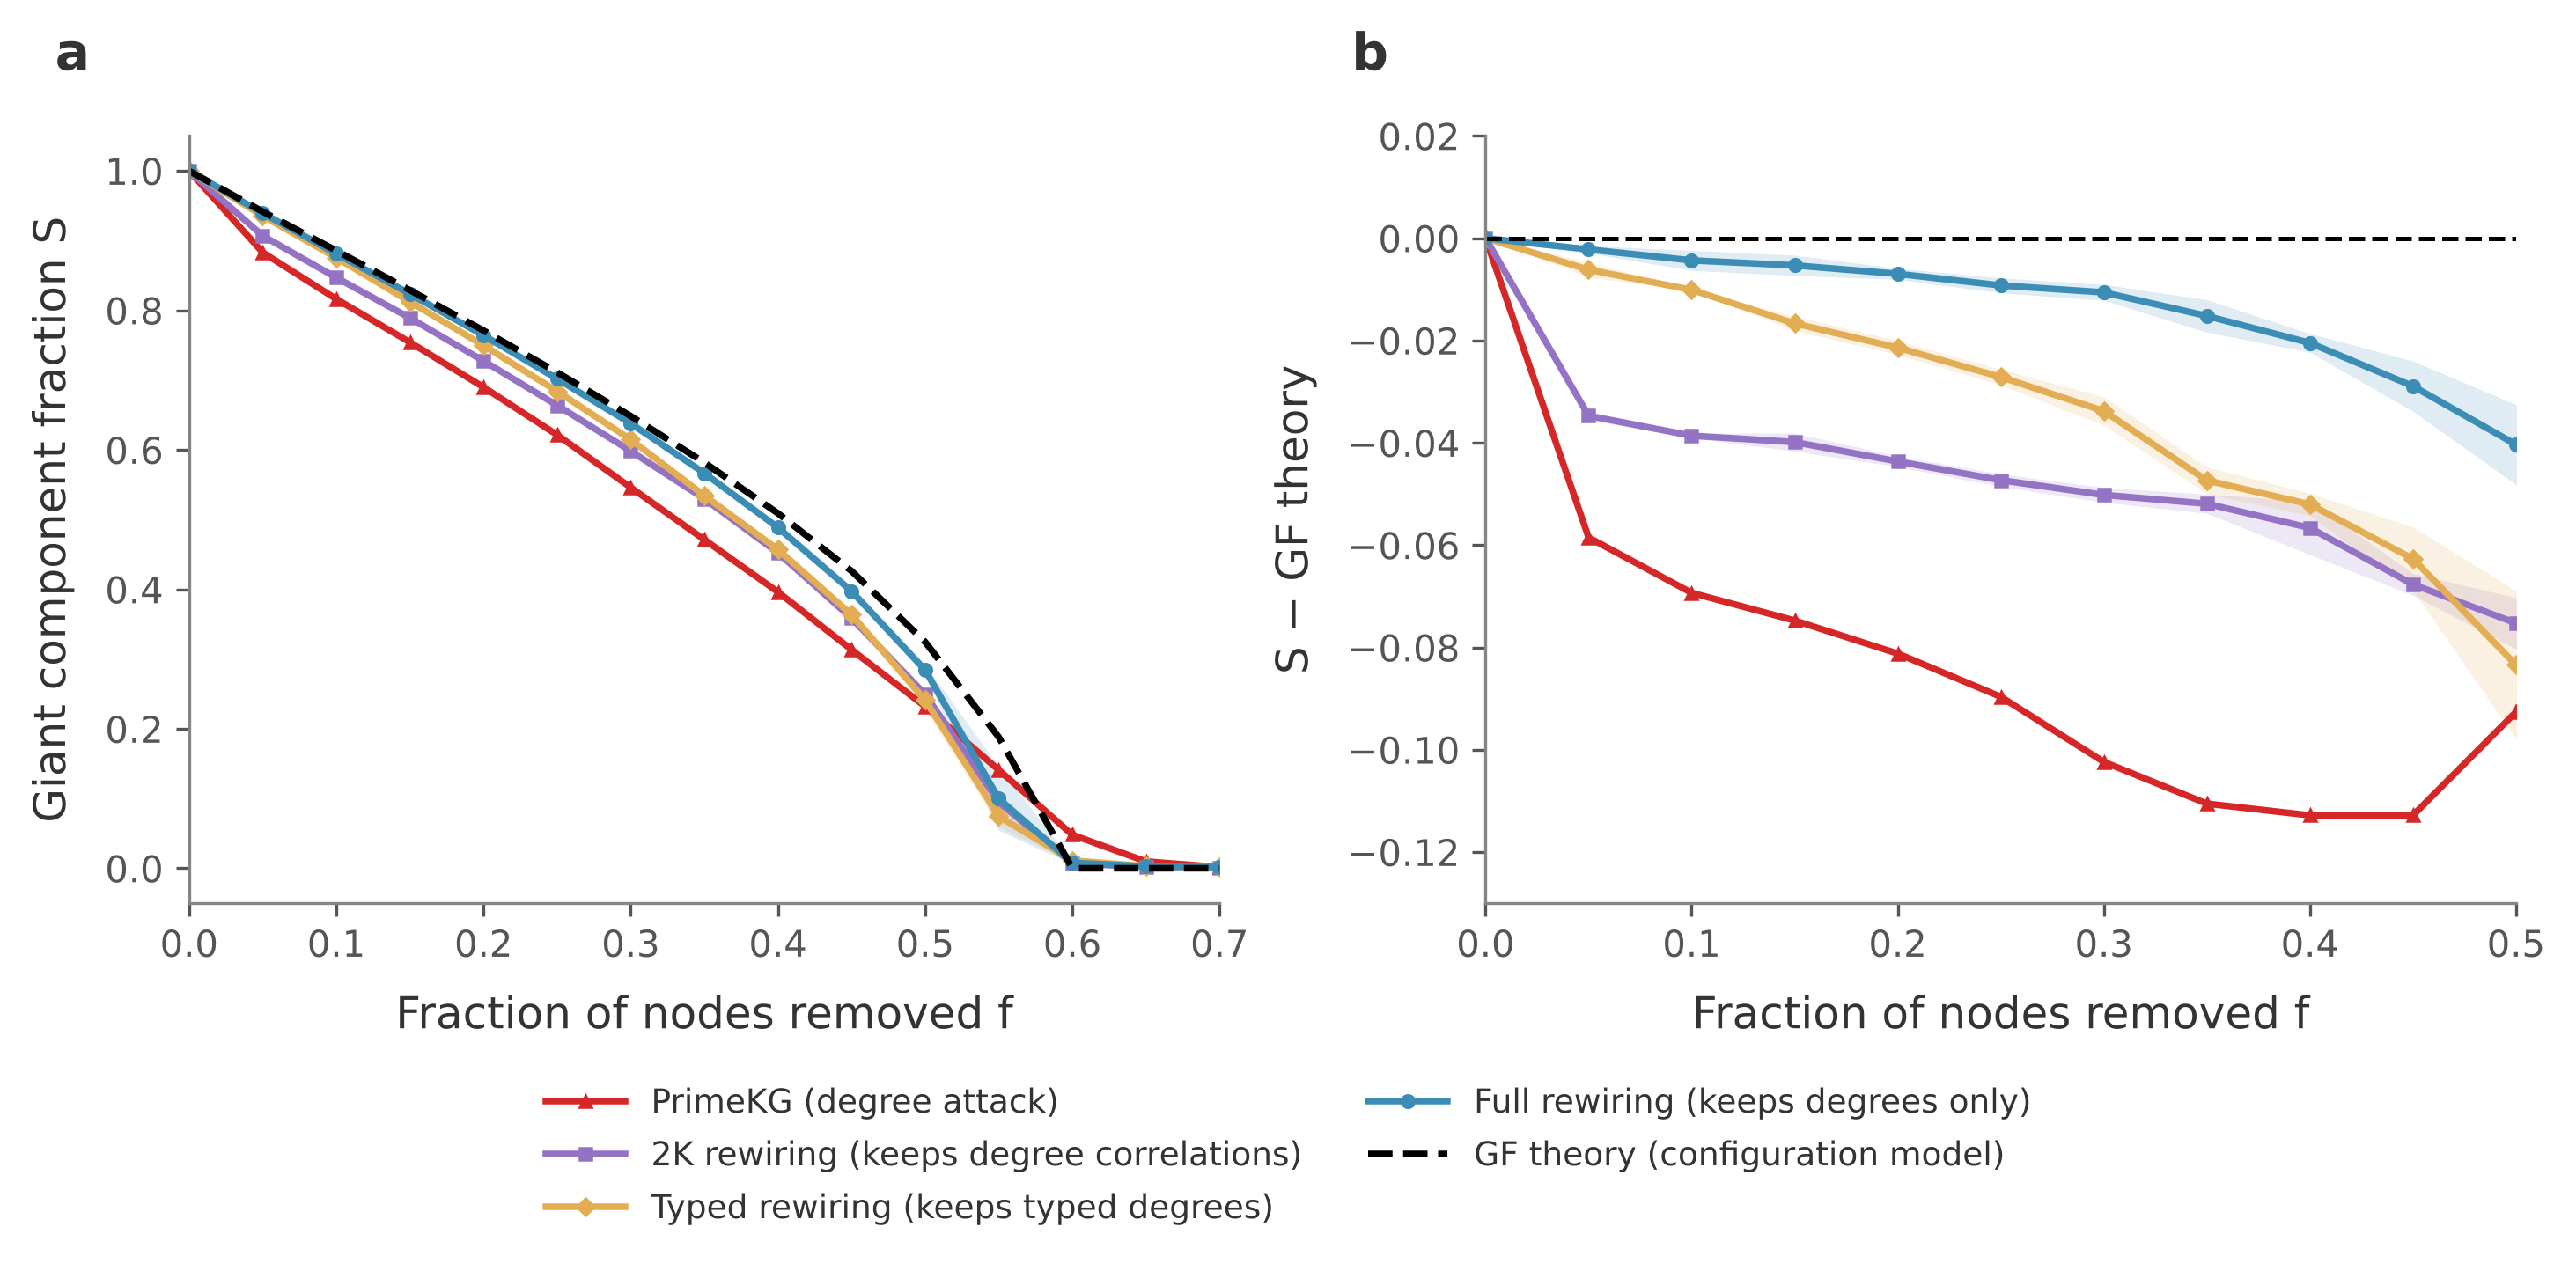 a
b
Giant component fraction S
1.0
0.8
0.6
0.4
0.2
0.0
0.0 0.1 0.2 0.3 0.4 0.5 0.6 0.7
Fraction of nodes removed f
S − GF theory
0.02
0.00
−0.02
−0.04
−0.06
−0.08
−0.10
−0.12
0.0 0.1 0.2 0.3 0.4 0.5
Fraction of nodes removed f
PrimeKG (degree attack)
2K rewiring (keeps degree correlations)
Typed rewiring (keeps typed degrees)
Full rewiring (keeps degrees only)
GF theory (configuration model)